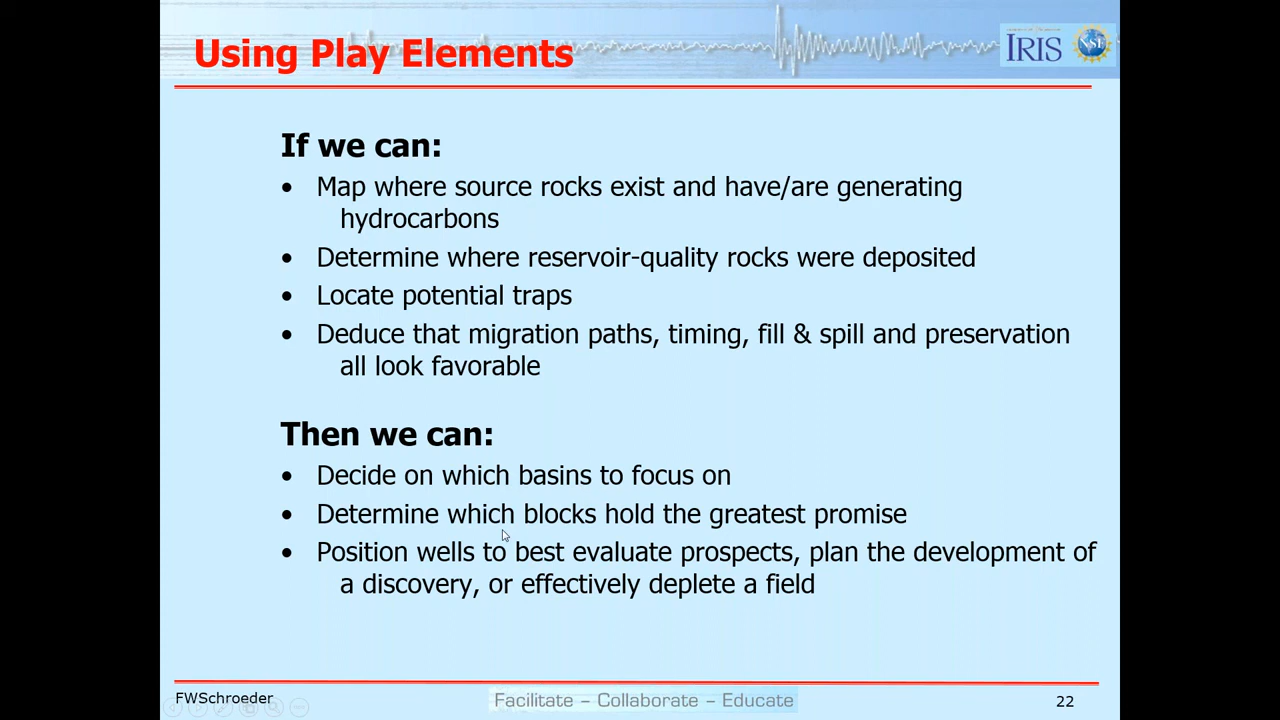 Using Play Elements
IRIS
NSF
If we can:
• Map where source rocks exist and have/are generating
hydrocarbons
• Determine where reservoir-quality rocks were deposited
• Locate potential traps
• Deduce that migration paths, timing, fill & spill and preservation
all look favorable
Then we can:
• Decide on which basins to focus on
• Determine which blocks hold the greatest promise
• Position wells to best evaluate prospects, plan the development of
a discovery, or effectively deplete a field
FWSchroeder
Facilitate – Collaborate – Educate
22